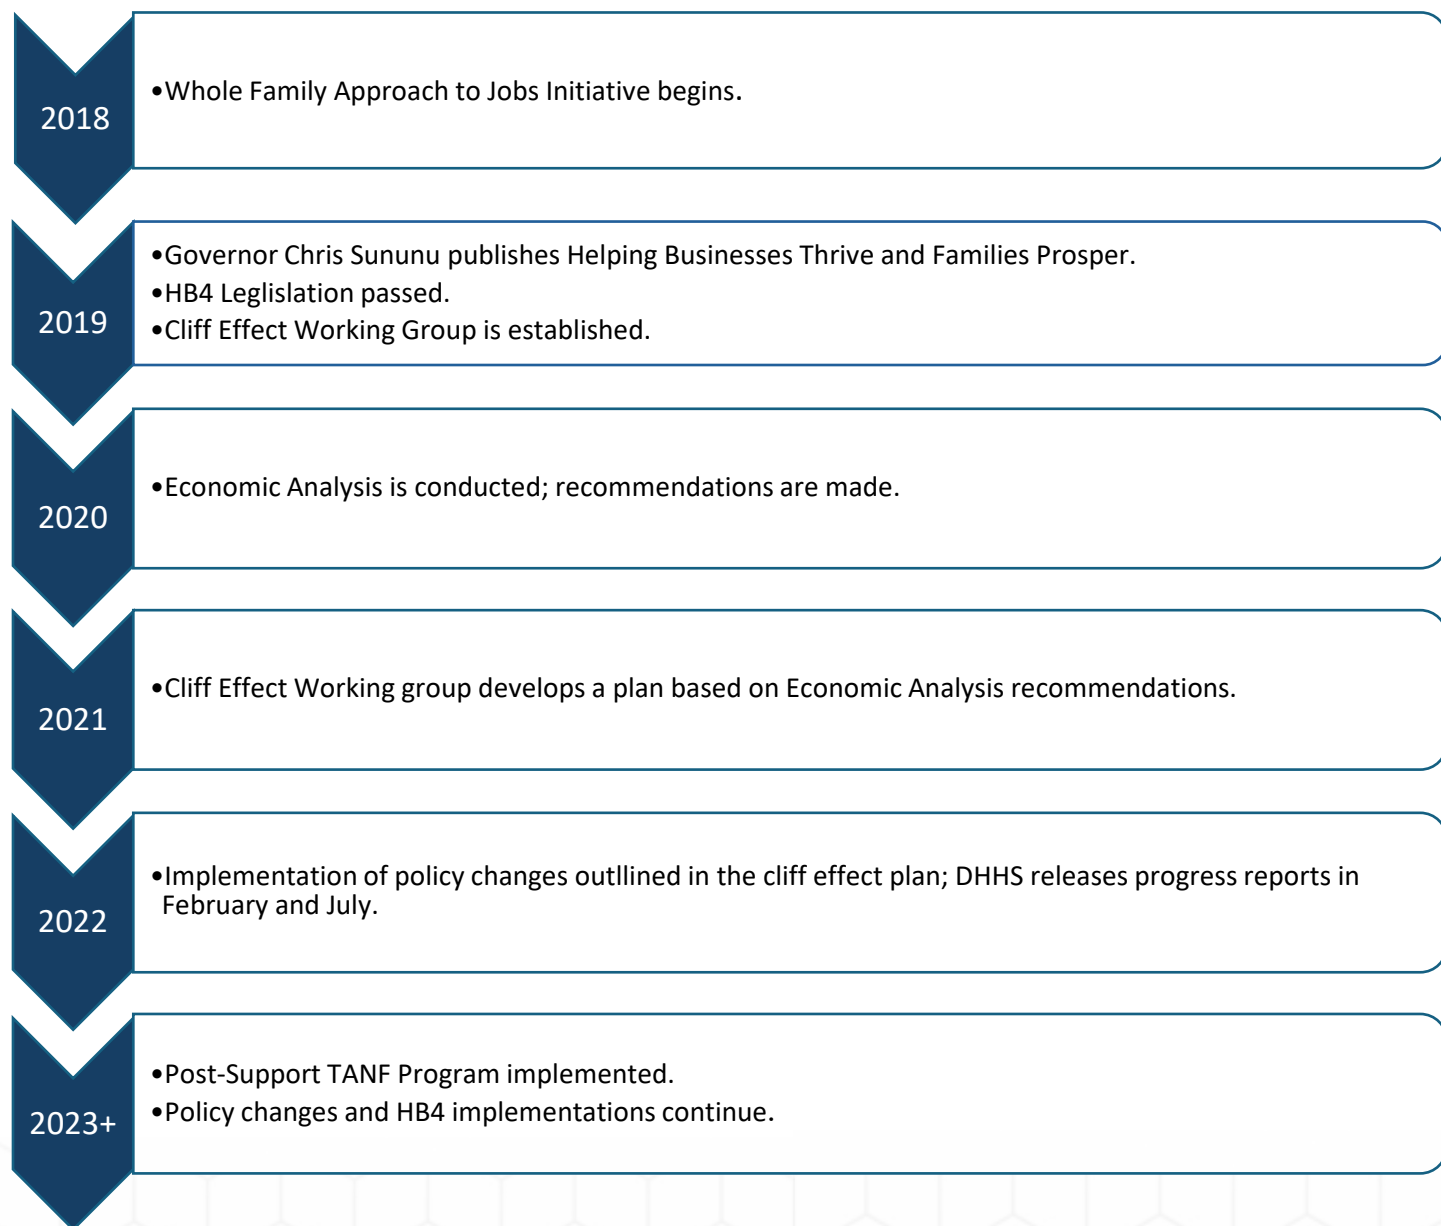 2018
•Whole Family Approach to Jobs Initiative begins.
2019
•Governor Chris Sununu publishes Helping Businesses Thrive and Families Prosper.
•HB4 Leglislation passed.
•Cliff Effect Working Group is established.
2020
•Economic Analysis is conducted; recommendations are made.
2021
•Cliff Effect Working group develops a plan based on Economic Analysis recommendations.
2022
•Implementation of policy changes outllined in the cliff effect plan; DHHS releases progress reports in
February and July.
2023+
•Post-Support TANF Program implemented.
•Policy changes and HB4 implementations continue.